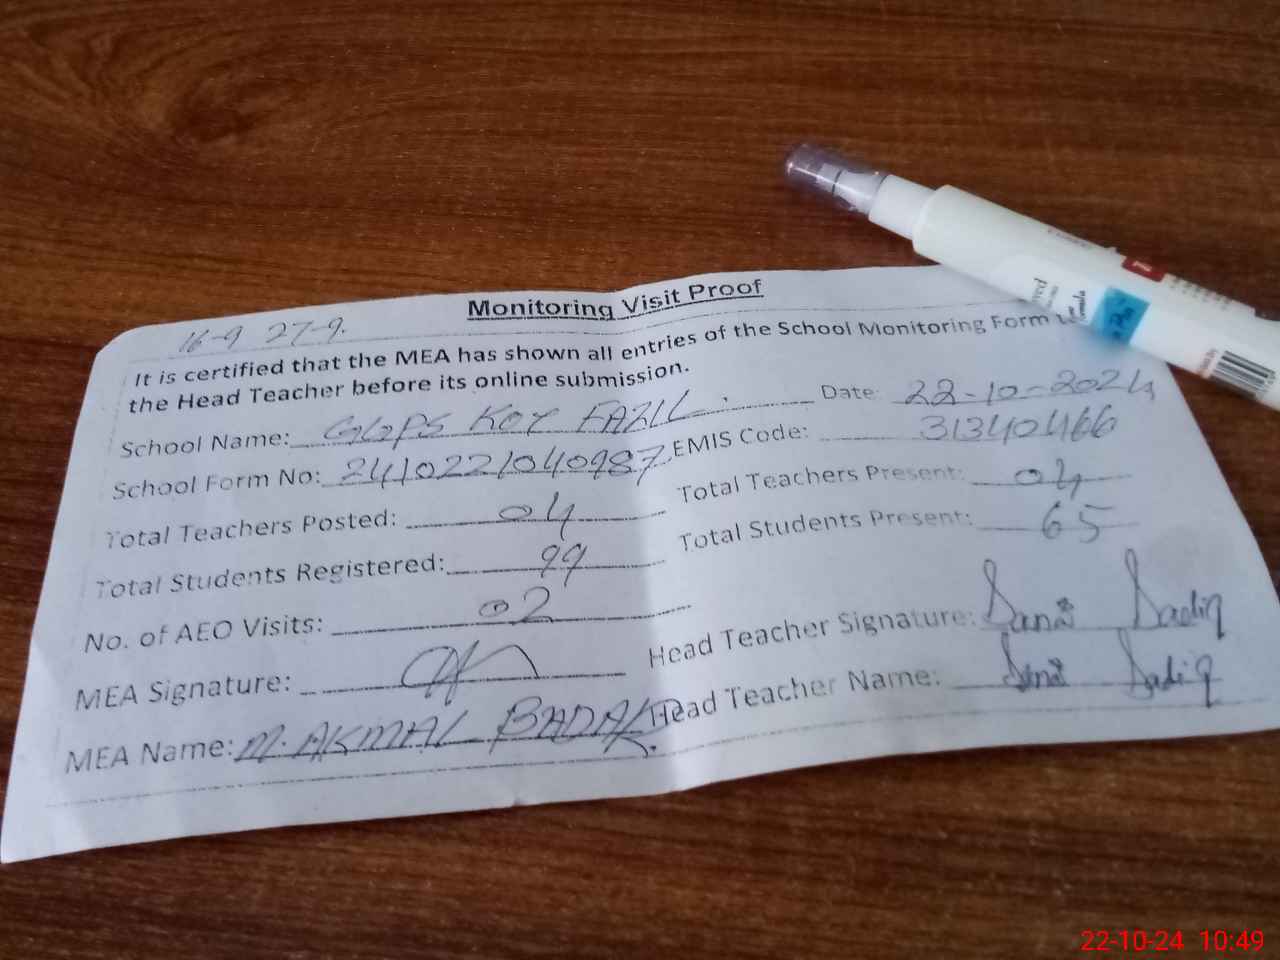 Monitoring Visit Proof
16-9 27-9.
It is certified that the MEA has shown all entries of the School Monitoring Form
the Head Teacher before its online submission.
Date: 22-10-2024
School Name: GGPS KOT FAZIL.
EMIS Code: 31340466
School Form No: 2410221040987
Total Teachers Present: 04
Total Teachers Posted: 04
Total Students Present: 65
Total Students Registered: 99
No. of AEO Visits: 02
Head Teacher Signature: Sana Sadiq
MEA Signature:
Head Teacher Name: Sana Sadiq
MEA Name: M. AKMAL
22-10-24 10:49